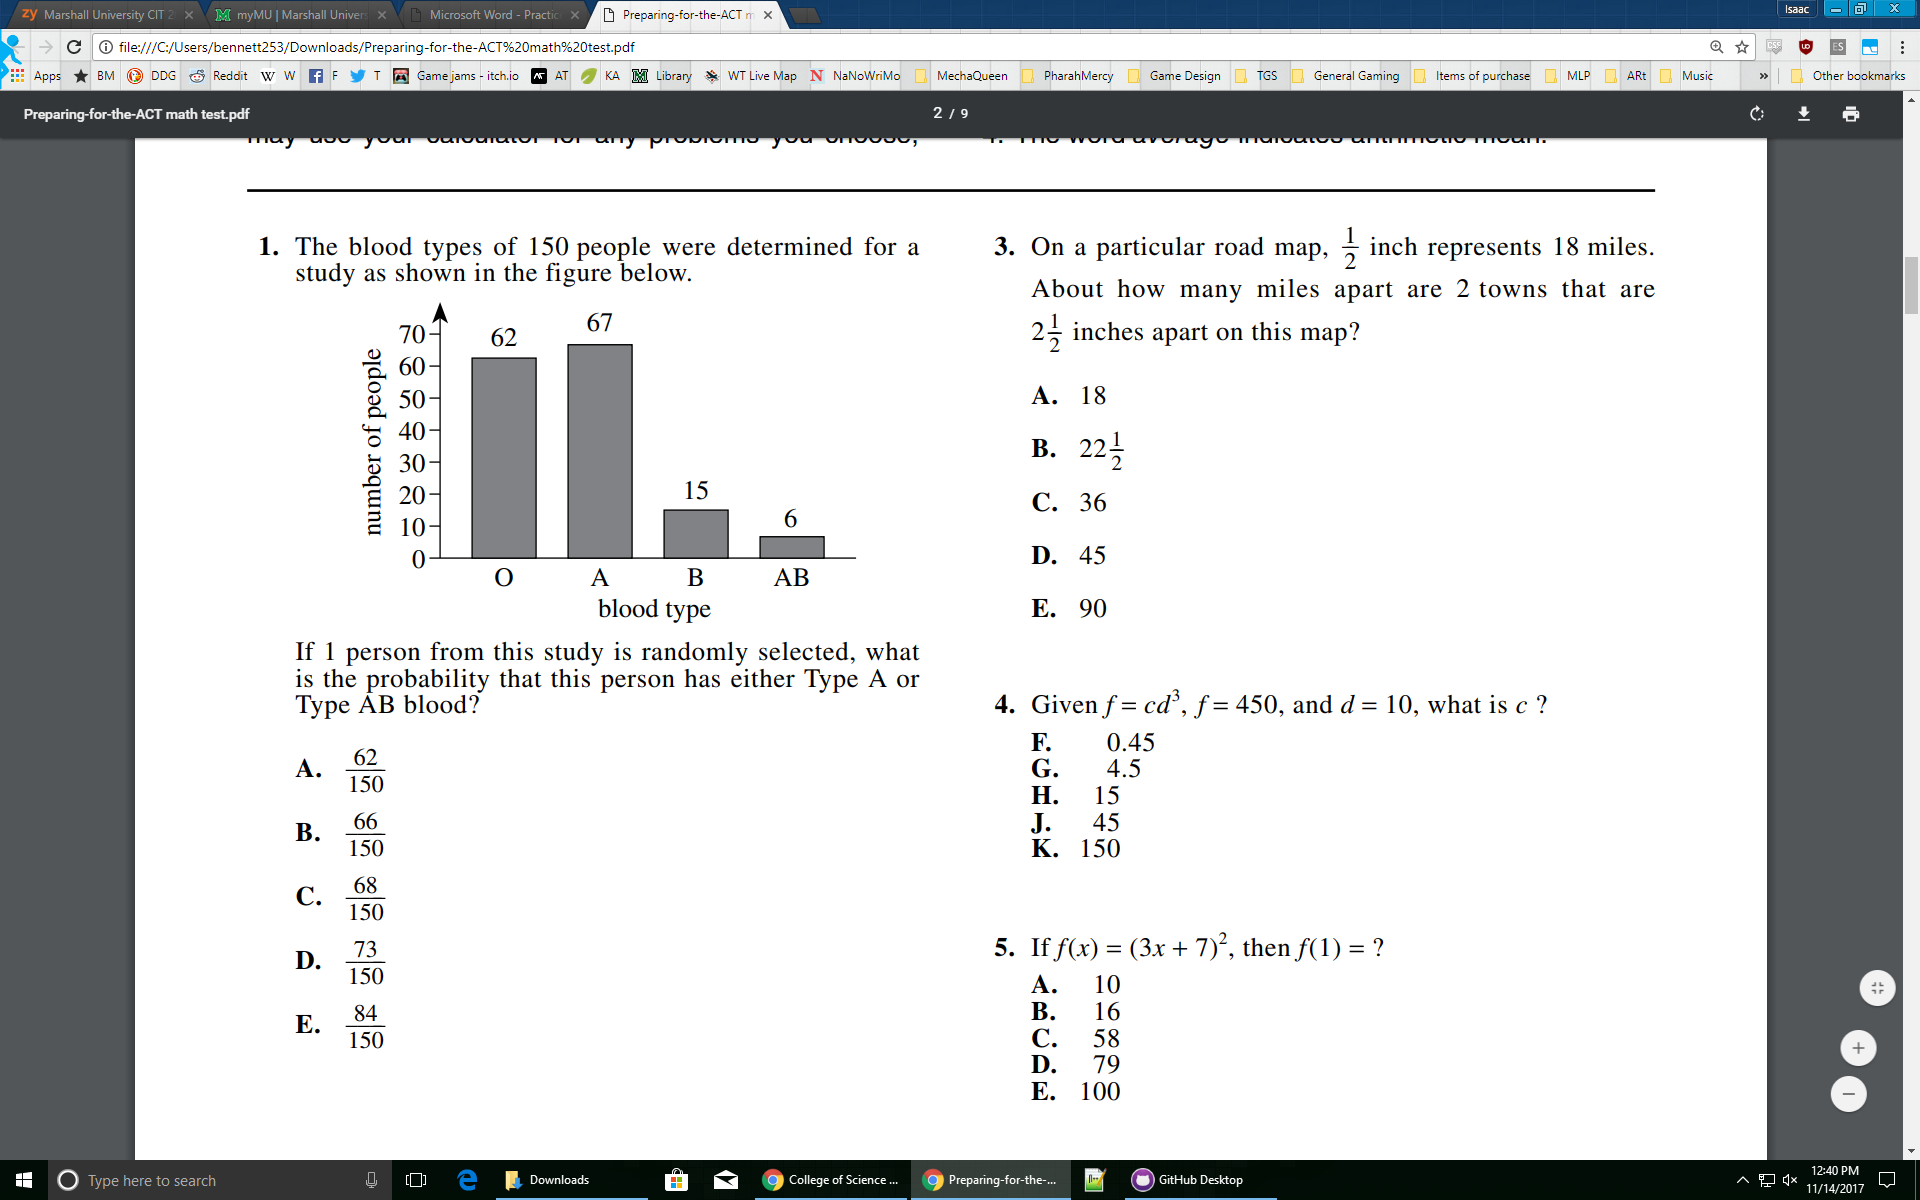 Marshall University CIT 2
myMU | Marshall Univers
Microsoft Word - Practic
Preparing-for-the-ACT m
Isaac
file:///C:/Users/bennett253/Downloads/Preparing-for-the-ACT%20math%20test.pdf
Apps BM DDG Reddit W W F T Game jams - itch.io AT KA Library WT Live Map N NaNoWriMo MechaQueen PharahMercy Game Design TGS General Gaming Items of purchase MLP ARt Music » Other bookmarks
Preparing-for-the-ACT math test.pdf
2 / 9
may use your calculator for any problems you choose,
4. The word average indicates arithmetic mean.
1. The blood types of 150 people were determined for a
study as shown in the figure below.
number of people
70
60
50
40
30
20
10
0
62
67
15
6
O A B AB
blood type
If 1 person from this study is randomly selected, what
is the probability that this person has either Type A or
Type AB blood?
A. 62/150
B. 66/150
C. 68/150
D. 73/150
E. 84/150
3. On a particular road map, 1/2 inch represents 18 miles.
About how many miles apart are 2 towns that are
2 1/2 inches apart on this map?
A. 18
B. 22 1/2
C. 36
D. 45
E. 90
4. Given f = cd³, f = 450, and d = 10, what is c ?
F. 0.45
G. 4.5
H. 15
J. 45
K. 150
5. If f(x) = (3x + 7)², then f(1) = ?
A. 10
B. 16
C. 58
D. 79
E. 100
Type here to search
Downloads
College of Science ...
Preparing-for-the-...
GitHub Desktop
12:40 PM
11/14/2017